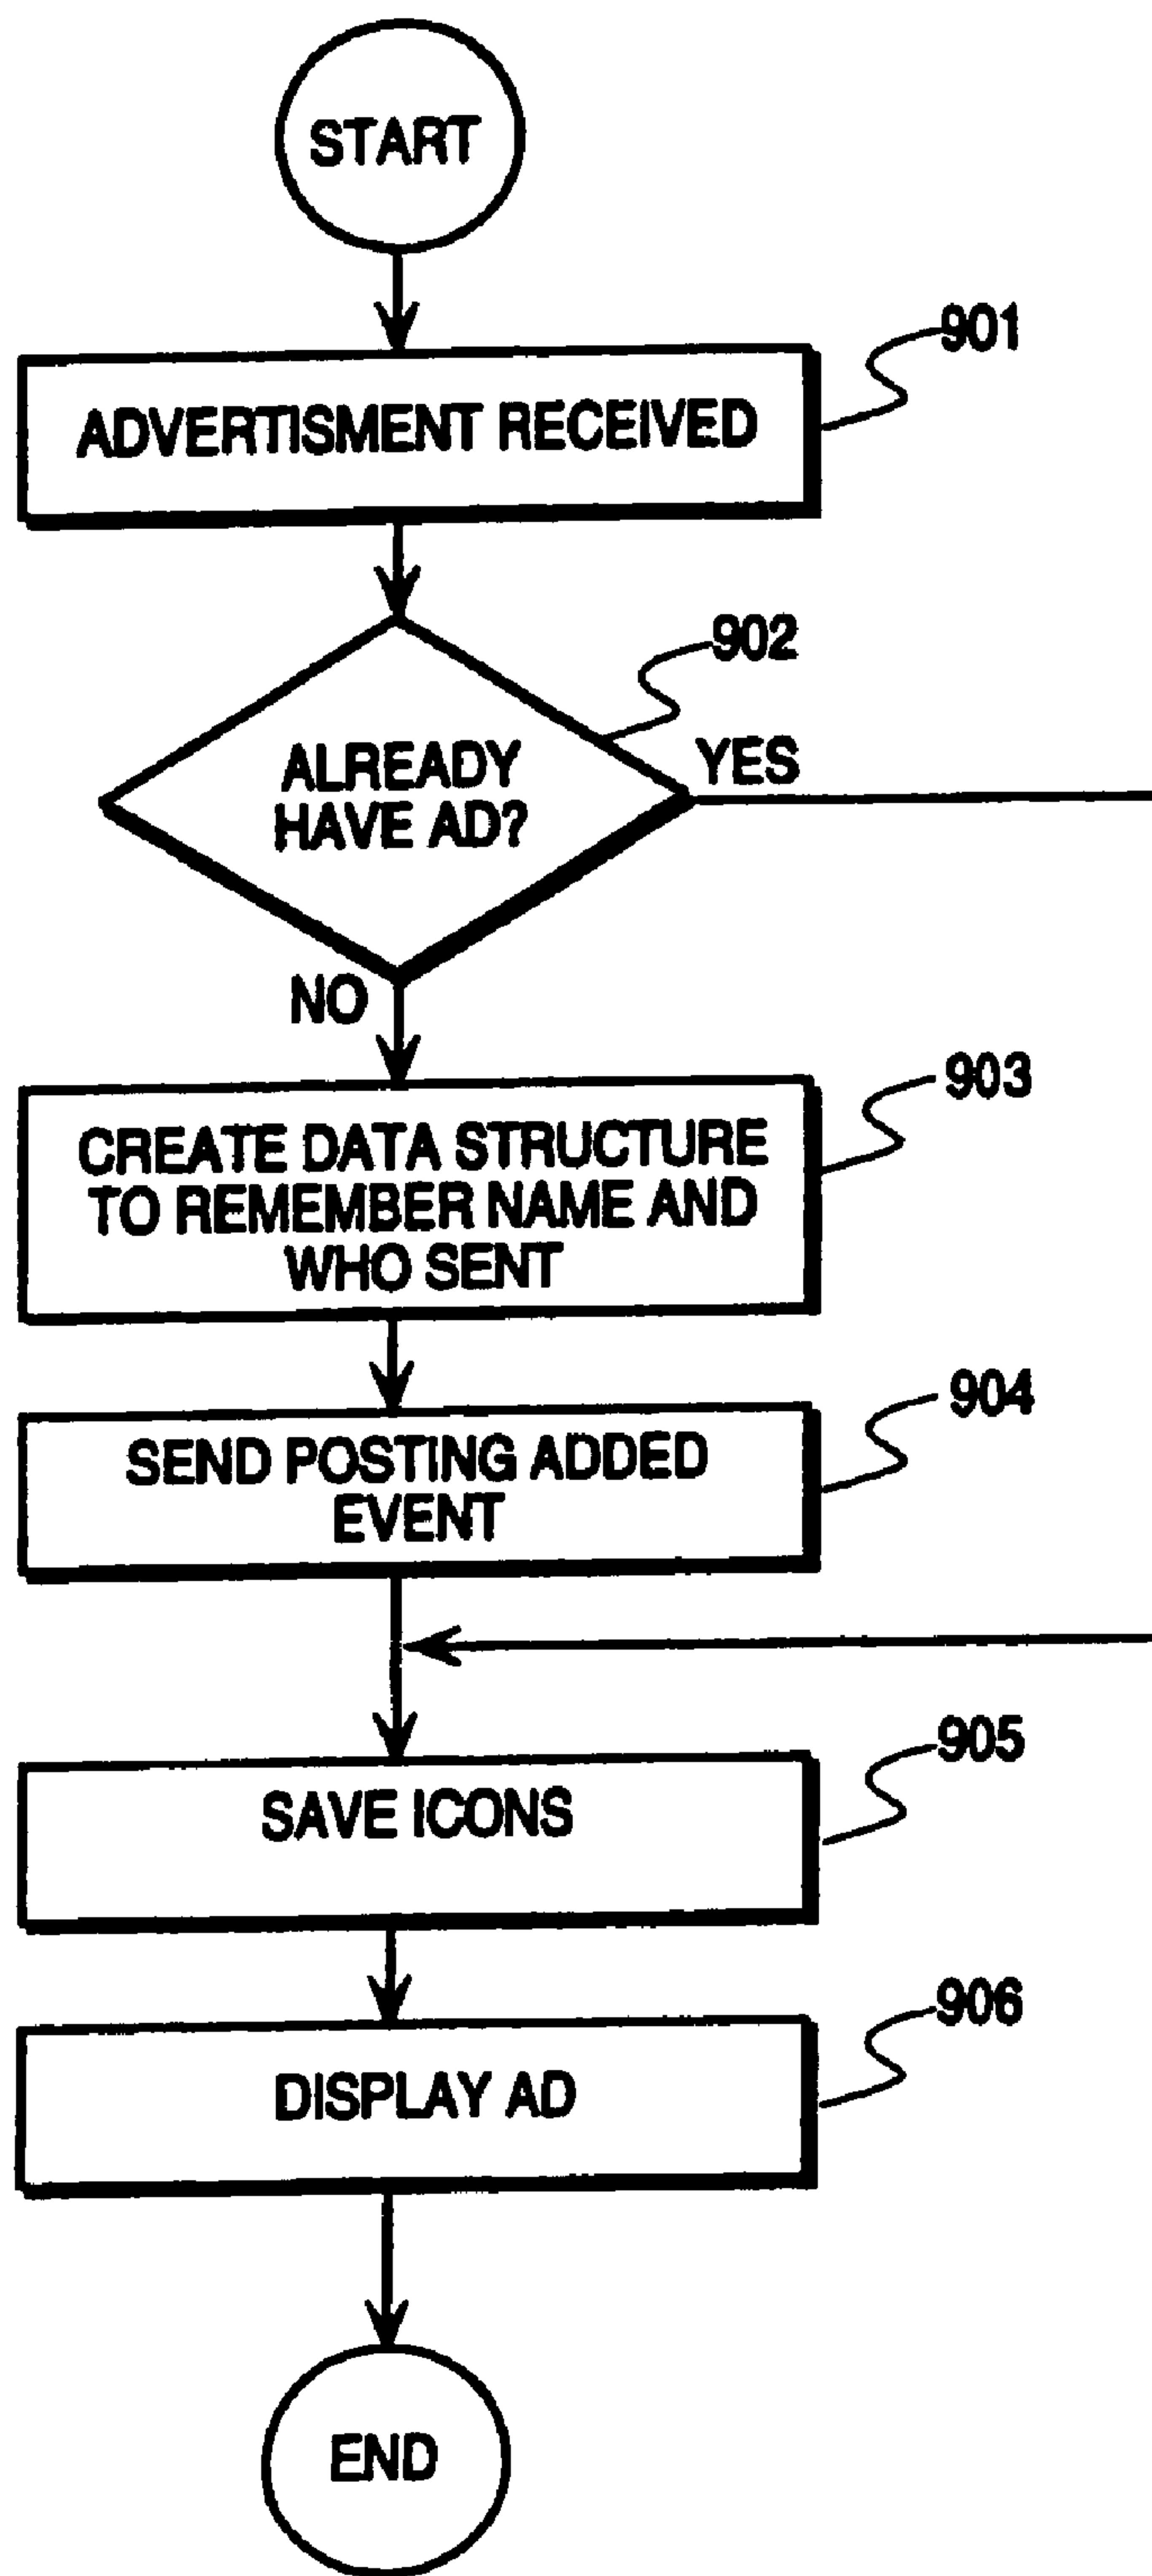 START
901
ADVERTISMENT RECEIVED
902
ALREADY
HAVE AD?
YES
NO
903
CREATE DATA STRUCTURE
TO REMEMBER NAME AND
WHO SENT
904
SEND POSTING ADDED
EVENT
905
SAVE ICONS
906
DISPLAY AD
END